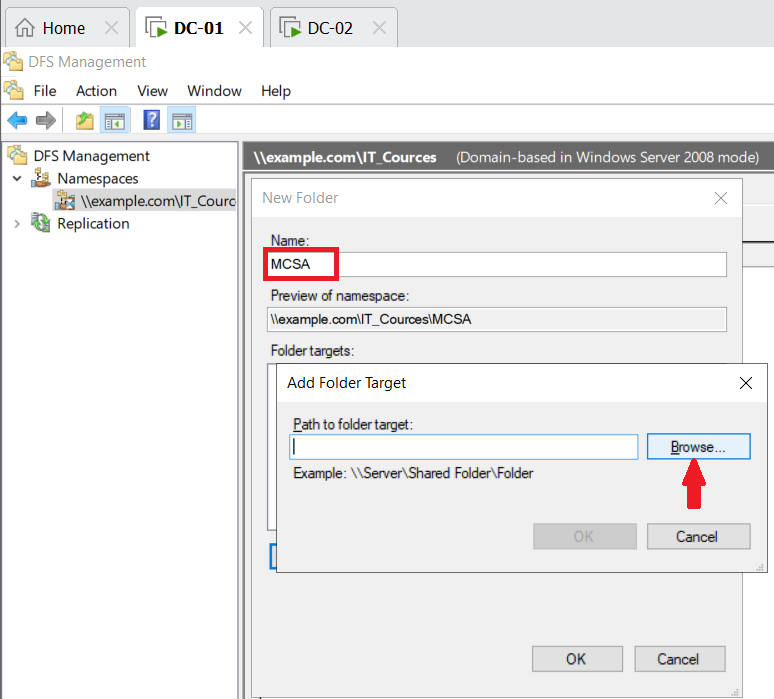 Home
DC-01
DC-02
DFS Management
File Action View Window Help
DFS Management
Namespaces
\\example.com\IT_Courc
Replication
\\example.com\IT_Cources (Domain-based in Windows Server 2008 mode)
New Folder
Name:
MCSA
Preview of namespace:
\\example.com\IT_Cources\MCSA
Folder targets:
Add Folder Target
Path to folder target:
Browse...
Example: \\Server\Shared Folder\Folder
OK Cancel
OK Cancel